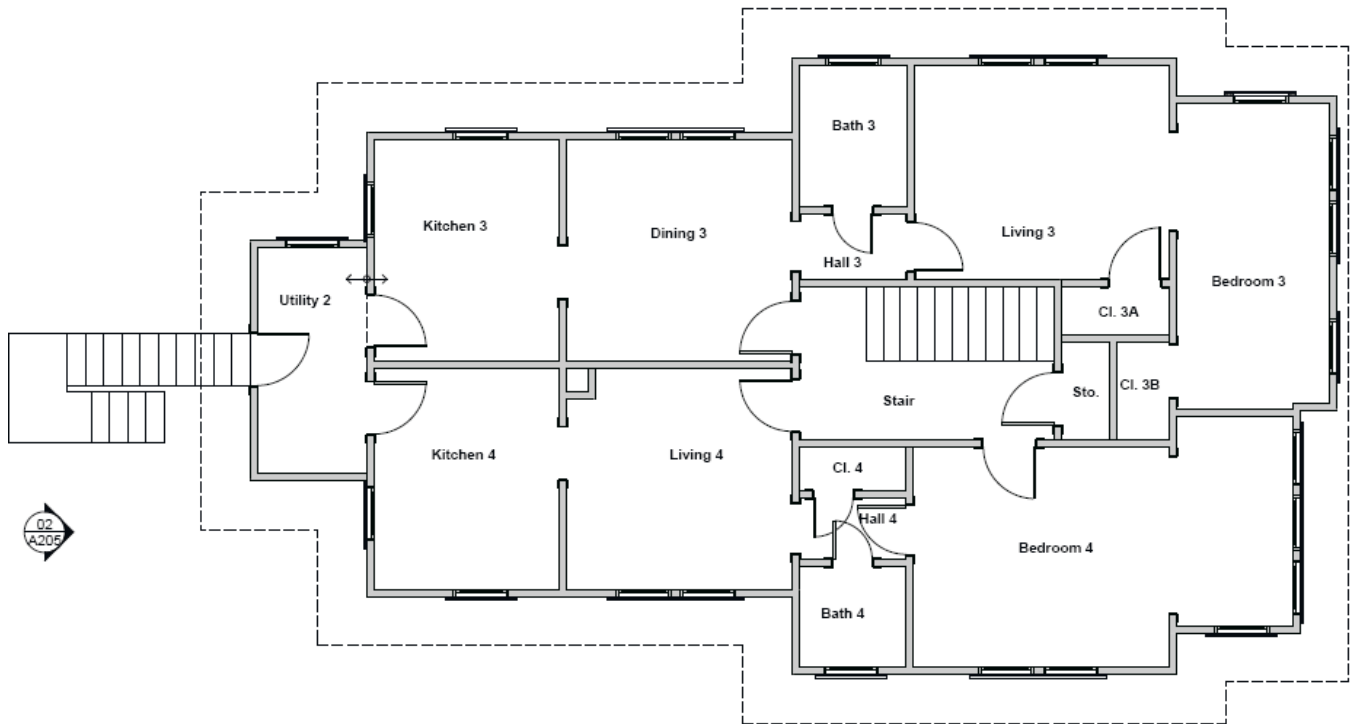 Bath 3
Kitchen 3
Dining 3
Living 3
Hall 3
Bedroom 3
Utility 2
Cl. 3A
Cl. 3B
Sto.
Stair
Kitchen 4
Living 4
Cl. 4
Hall 4
Bedroom 4
Bath 4
02
A205